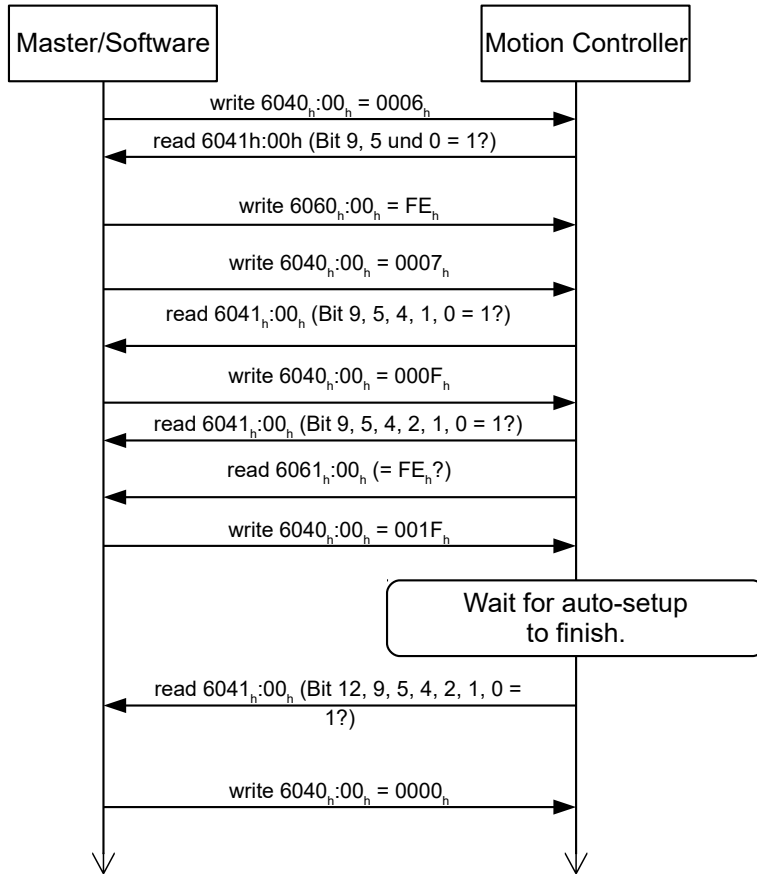 Master/Software
Motion Controller
write 6040ₕ:00ₕ = 0006ₕ
read 6041h:00h (Bit 9, 5 und 0 = 1?)
write 6060ₕ:00ₕ = FEₕ
write 6040ₕ:00ₕ = 0007ₕ
read 6041ₕ:00ₕ (Bit 9, 5, 4, 1, 0 = 1?)
write 6040ₕ:00ₕ = 000Fₕ
read 6041ₕ:00ₕ (Bit 9, 5, 4, 2, 1, 0 = 1?)
read 6061ₕ:00ₕ (= FEₕ?)
write 6040ₕ:00ₕ = 001Fₕ
Wait for auto-setup
to finish.
read 6041ₕ:00ₕ (Bit 12, 9, 5, 4, 2, 1, 0 =
1?)
write 6040ₕ:00ₕ = 0000ₕ